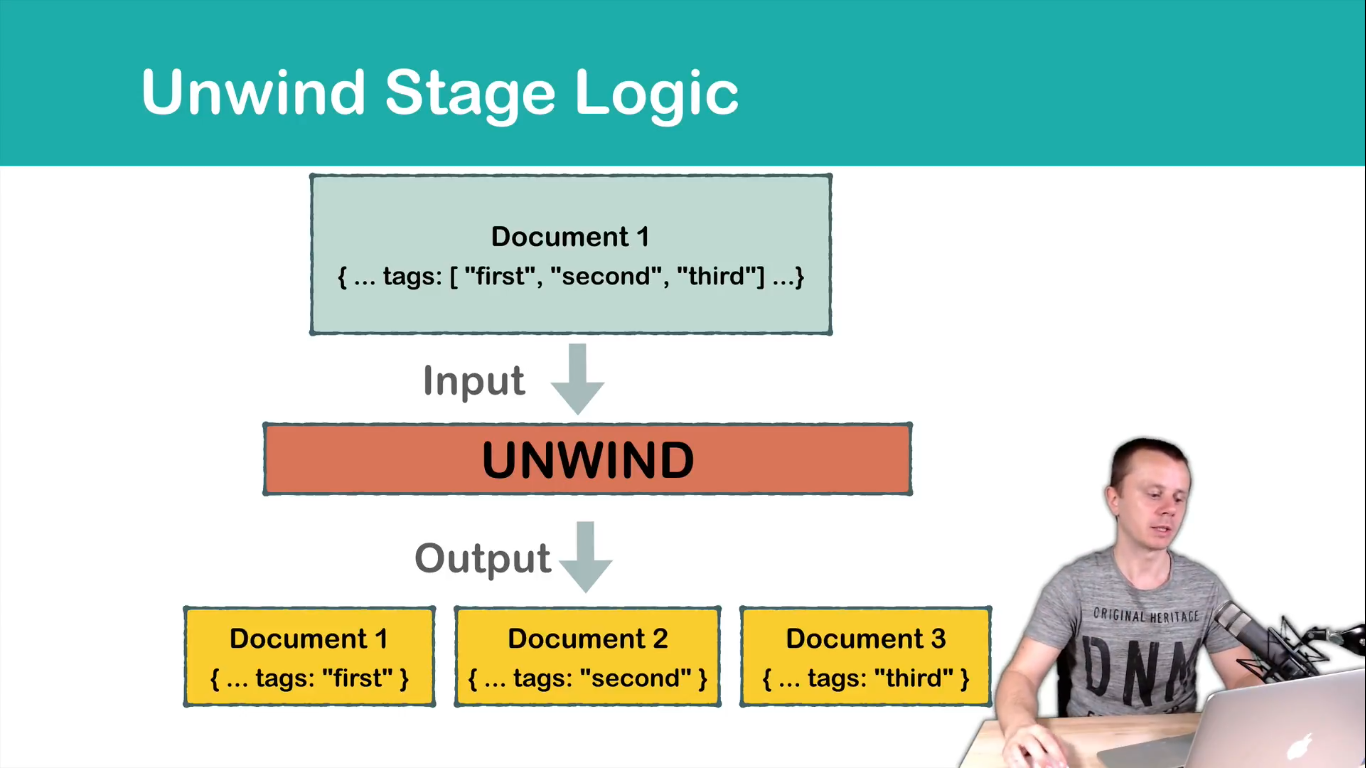 Unwind Stage Logic
Document 1
{ ... tags: [ "first", "second", "third"] ...}
Input
UNWIND
Output
Document 1
{ ... tags: "first" }
Document 2
{ ... tags: "second" }
Document 3
{ ... tags: "third" }
ORIGINAL HERITAGE
DNM